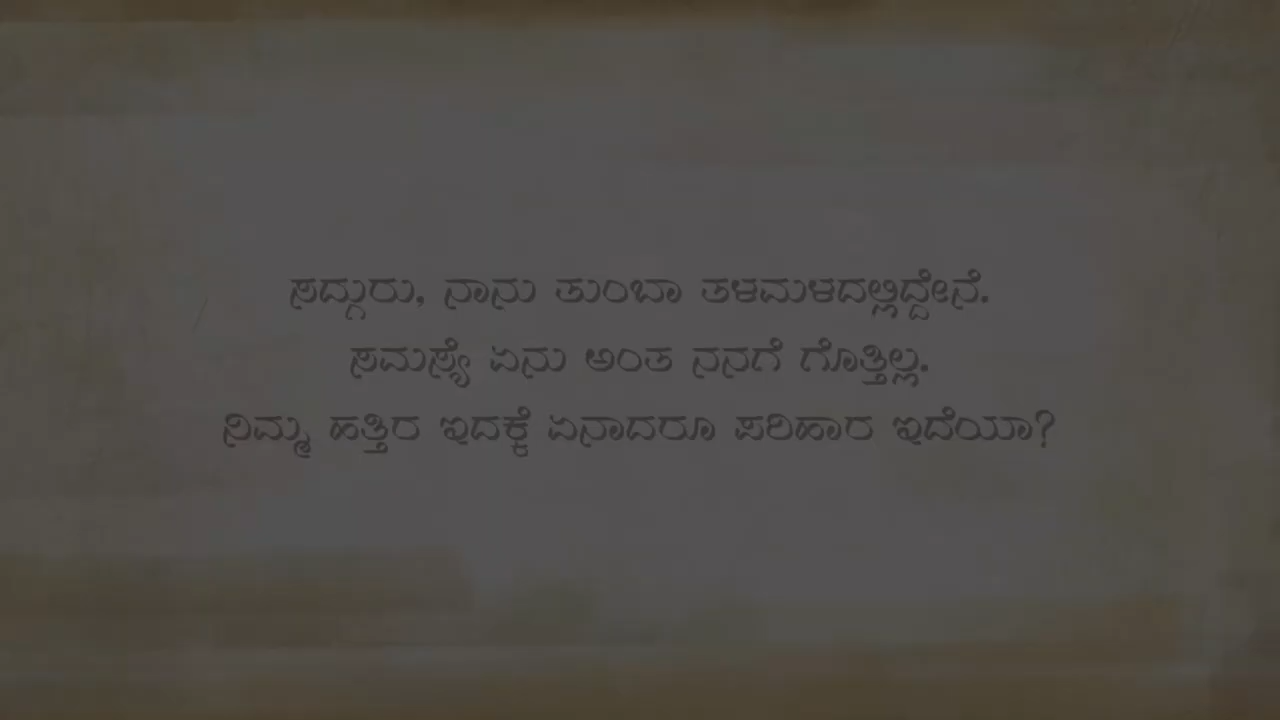 ಸದ್ಗುರು, ನಾನು ತುಂಬಾ ತಳಮಳದಲ್ಲಿದ್ದೇನೆ.
ಸಮಸ್ಯೆ ಏನು ಅಂತ ನನಗೆ ಗೊತ್ತಿಲ್ಲ.
ನಿಮ್ಮ ಹತ್ತಿರ ಇದಕ್ಕೆ ಏನಾದರೂ ಪರಿಹಾರ ಇದೆಯಾ?